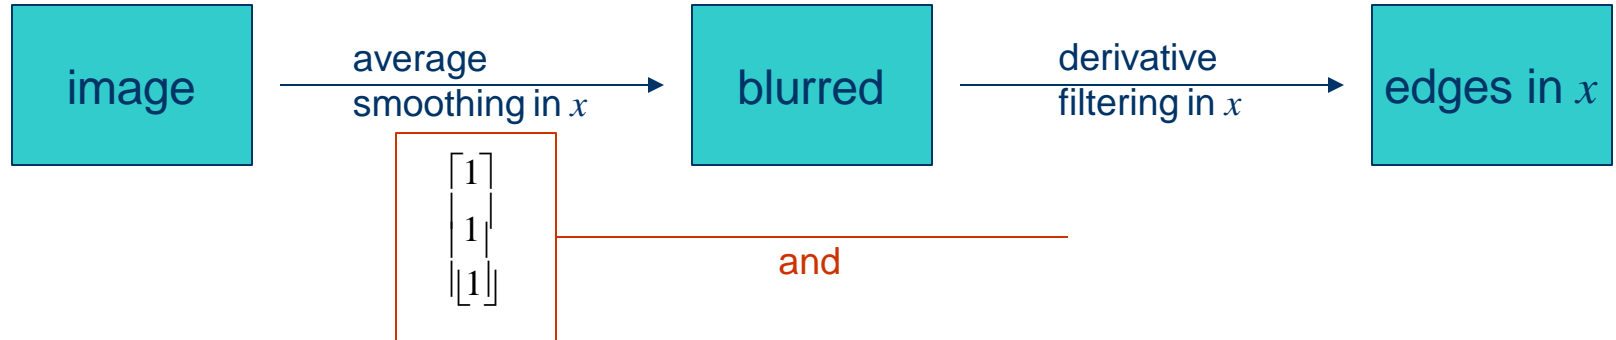 image
average
smoothing in x
blurred
derivative
filtering in x
edges in x
1
1
1
and